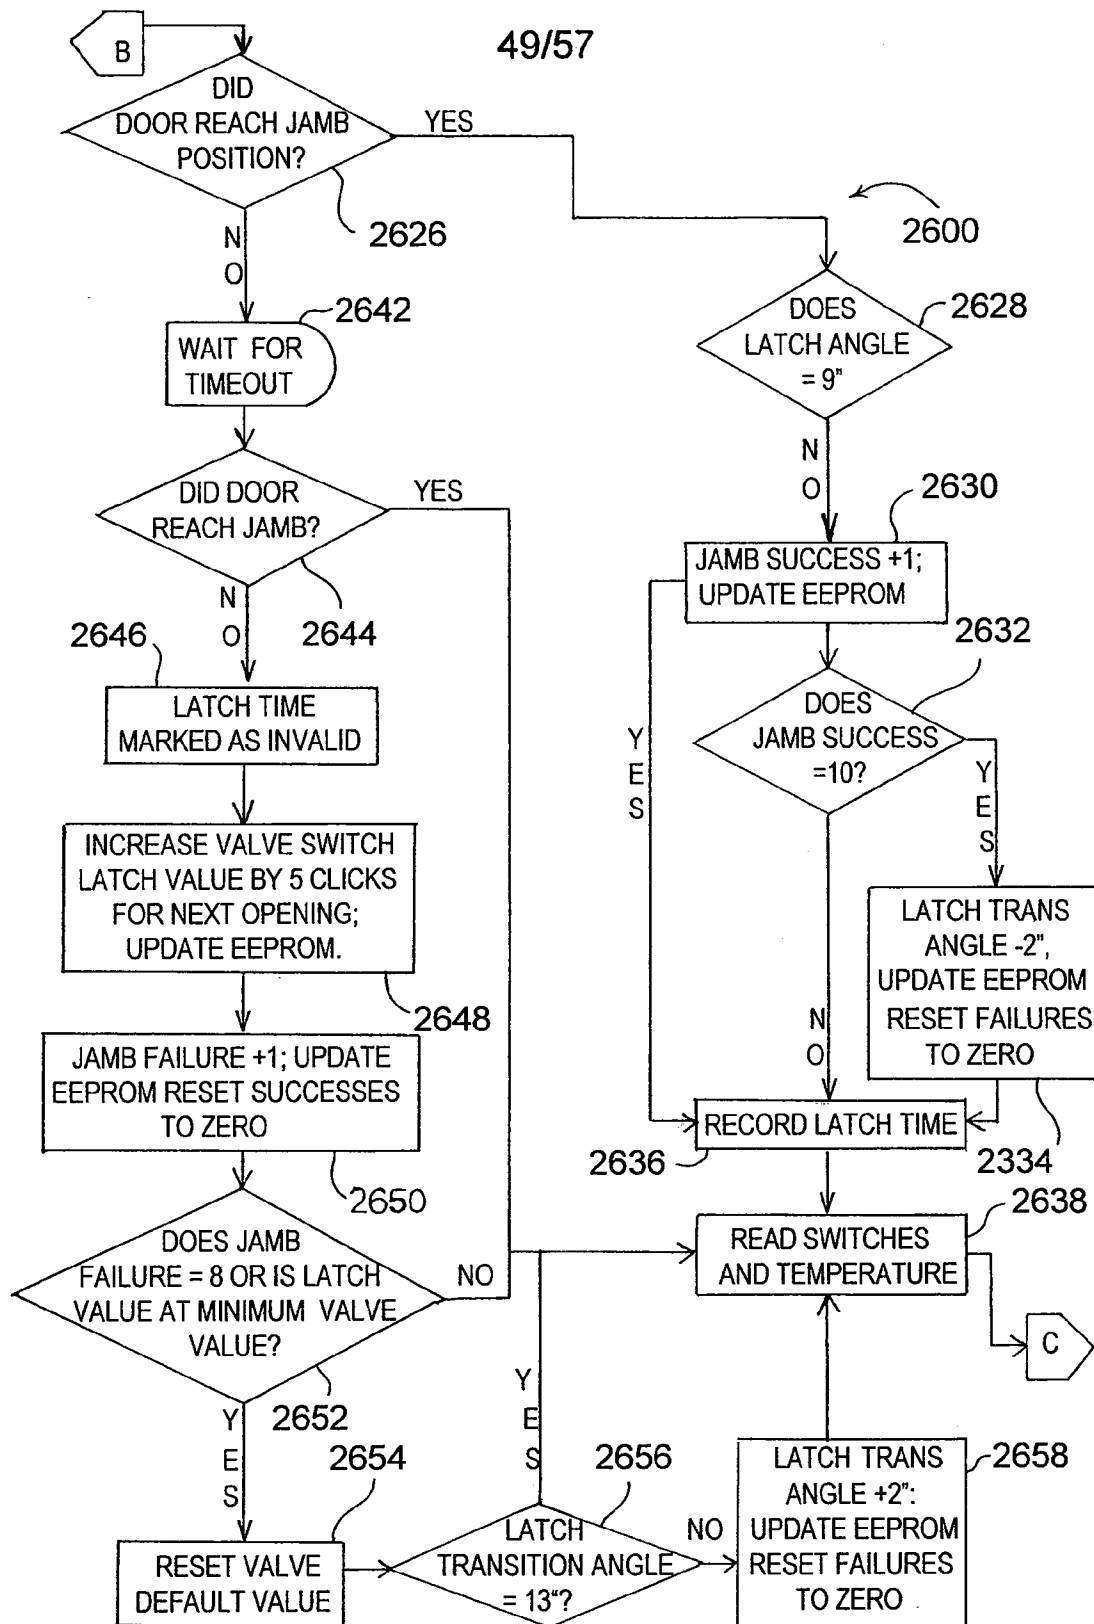 49/57
B
DID
DOOR REACH JAMB
POSITION?
YES
2626
NO
2600
2642
WAIT FOR
TIMEOUT
DOES
LATCH ANGLE
= 9"
2628
NO
DID DOOR
REACH JAMB?
YES
2644
NO
2630
JAMB SUCCESS +1;
UPDATE EEPROM
2646
LATCH TIME
MARKED AS INVALID
2632
DOES
JAMB SUCCESS
=10?
YES
YES
NO
INCREASE VALVE SWITCH
LATCH VALUE BY 5 CLICKS
FOR NEXT OPENING;
UPDATE EEPROM.
2648
LATCH TRANS
ANGLE -2",
UPDATE EEPROM
RESET FAILURES
TO ZERO
2334
JAMB FAILURE +1; UPDATE
EEPROM RESET SUCCESSES
TO ZERO
2650
RECORD LATCH TIME
2636
READ SWITCHES
AND TEMPERATURE
2638
C
DOES JAMB
FAILURE = 8 OR IS LATCH
VALUE AT MINIMUM VALVE
VALUE?
NO
2652
YES
2654
RESET VALVE
DEFAULT VALUE
YES
2656
LATCH
TRANSITION ANGLE
= 13"?
NO
2658
LATCH TRANS
ANGLE +2":
UPDATE EEPROM
RESET FAILURES
TO ZERO